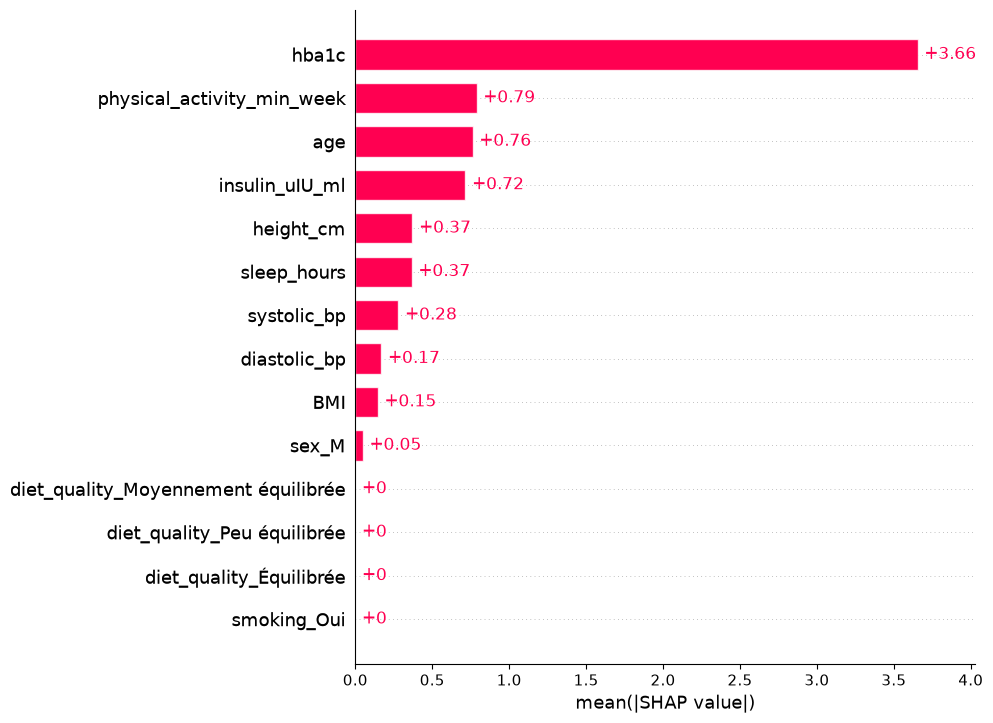 hba1c +3.66
physical_activity_min_week +0.79
age +0.76
insulin_uIU_ml +0.72
height_cm +0.37
sleep_hours +0.37
systolic_bp +0.28
diastolic_bp +0.17
BMI +0.15
sex_M +0.05
diet_quality_Moyennement équilibrée +0
diet_quality_Peu équilibrée +0
diet_quality_Équilibrée +0
smoking_Oui +0
0.0 0.5 1.0 1.5 2.0 2.5 3.0 3.5 4.0
mean(|SHAP value|)